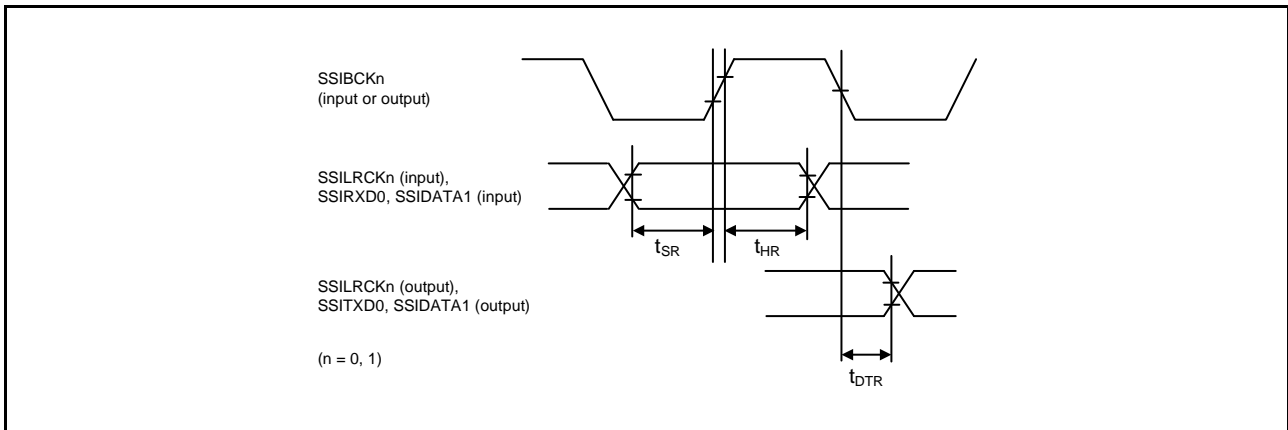 SSIBCKn
(input or output)
SSILRCKn (input),
SSIRXD0, SSIDATA1 (input)
tSR
tHR
SSILRCKn (output),
SSITXD0, SSIDATA1 (output)
(n = 0, 1)
tDTR